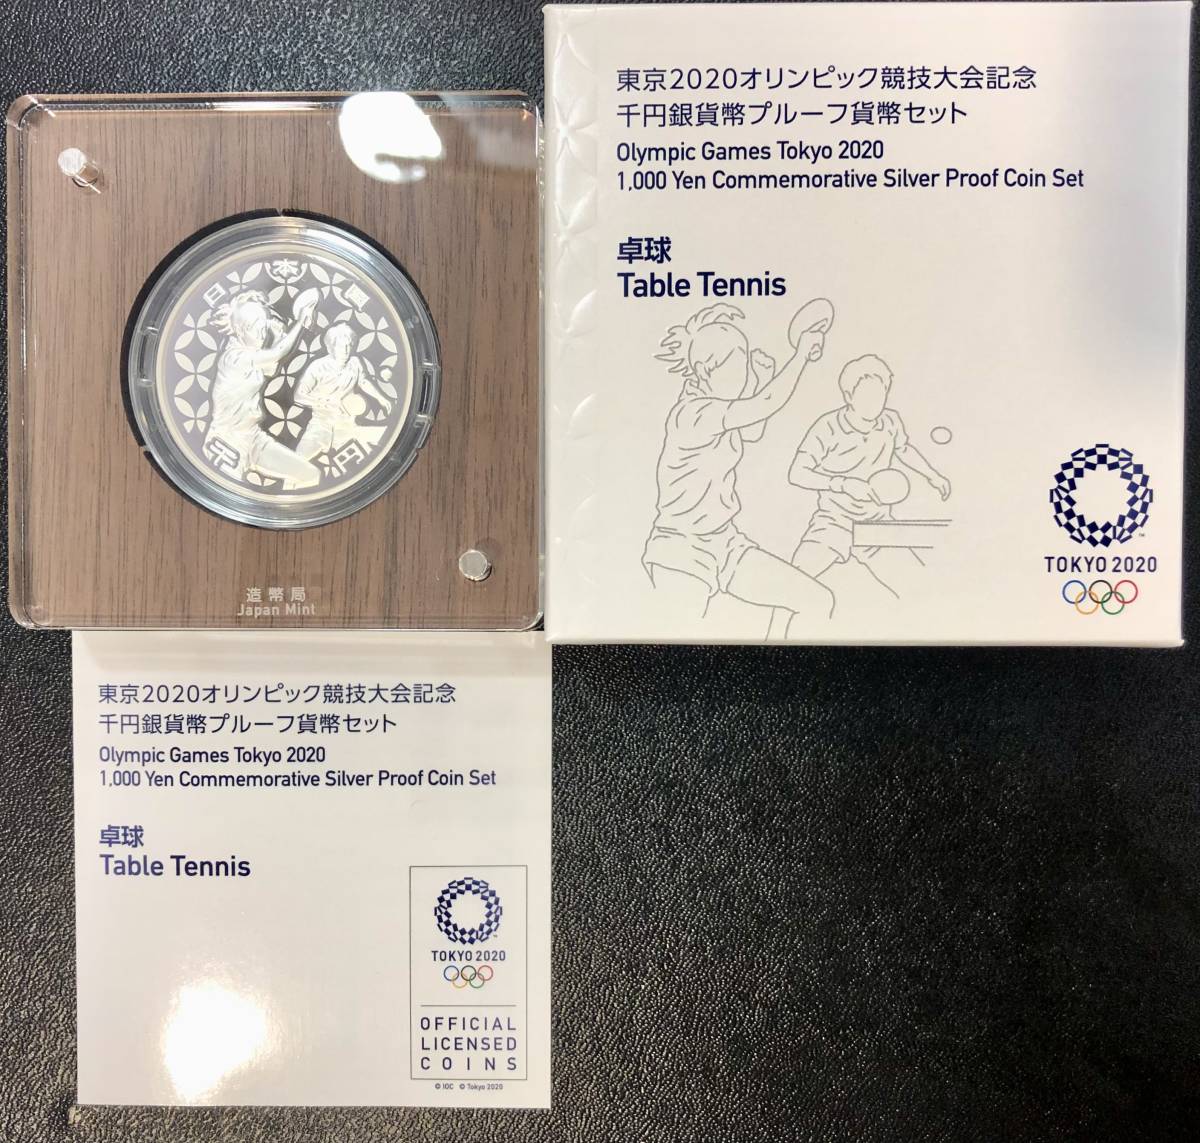 日本国
千円
造幣局
Japan Mint
東京2020オリンピック競技大会記念
千円銀貨幣プルーフ貨幣セット
Olympic Games Tokyo 2020
1,000 Yen Commemorative Silver Proof Coin Set
卓球
Table Tennis
TOKYO 2020
東京2020オリンピック競技大会記念
千円銀貨幣プルーフ貨幣セット
Olympic Games Tokyo 2020
1,000 Yen Commemorative Silver Proof Coin Set
卓球
Table Tennis
TOKYO 2020
OFFICIAL
LICENSED
COINS
© IOC © Tokyo 2020